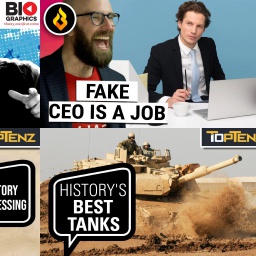 BIO
GRAPHICS
FAKE
CEO IS A JOB
TOPTENZ
TOPTENZ
HISTORY'S
BEST
TANKS
TORY
ESSING